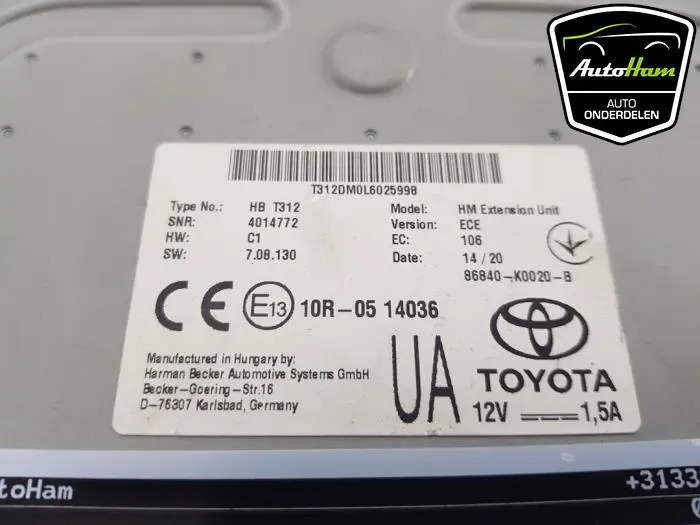 AutoHam
AUTO
ONDERDELEN
T312DM0L6025998
Type No.: HB T312 Model: HM Extension Unit
SNR: 4014772 Version: ECE
HW: C1 EC: 106
SW: 7.08.130 Date: 14/20
86840-K0020-B
CE E13 10R-05 14036
Manufactured in Hungary by:
Harman Becker Automotive Systems GmbH
Becker-Goering-Str.16
D-76307 Karlsbad, Germany
UA
TOYOTA
12V 1,5A
toHam
+3133